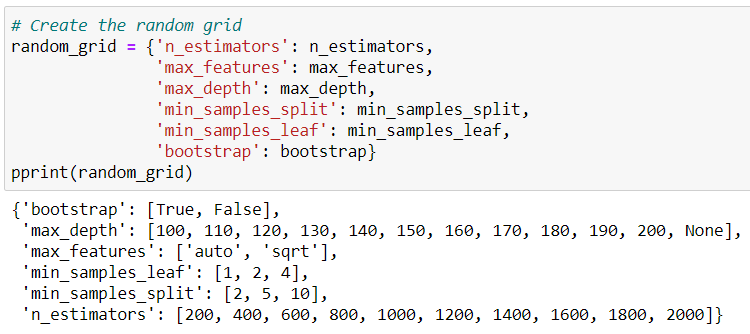 # Create the random grid
random_grid = {'n_estimators': n_estimators,
               'max_features': max_features,
               'max_depth': max_depth,
               'min_samples_split': min_samples_split,
               'min_samples_leaf': min_samples_leaf,
               'bootstrap': bootstrap}
pprint(random_grid)
{'bootstrap': [True, False],
 'max_depth': [100, 110, 120, 130, 140, 150, 160, 170, 180, 190, 200, None],
 'max_features': ['auto', 'sqrt'],
 'min_samples_leaf': [1, 2, 4],
 'min_samples_split': [2, 5, 10],
 'n_estimators': [200, 400, 600, 800, 1000, 1200, 1400, 1600, 1800, 2000]}